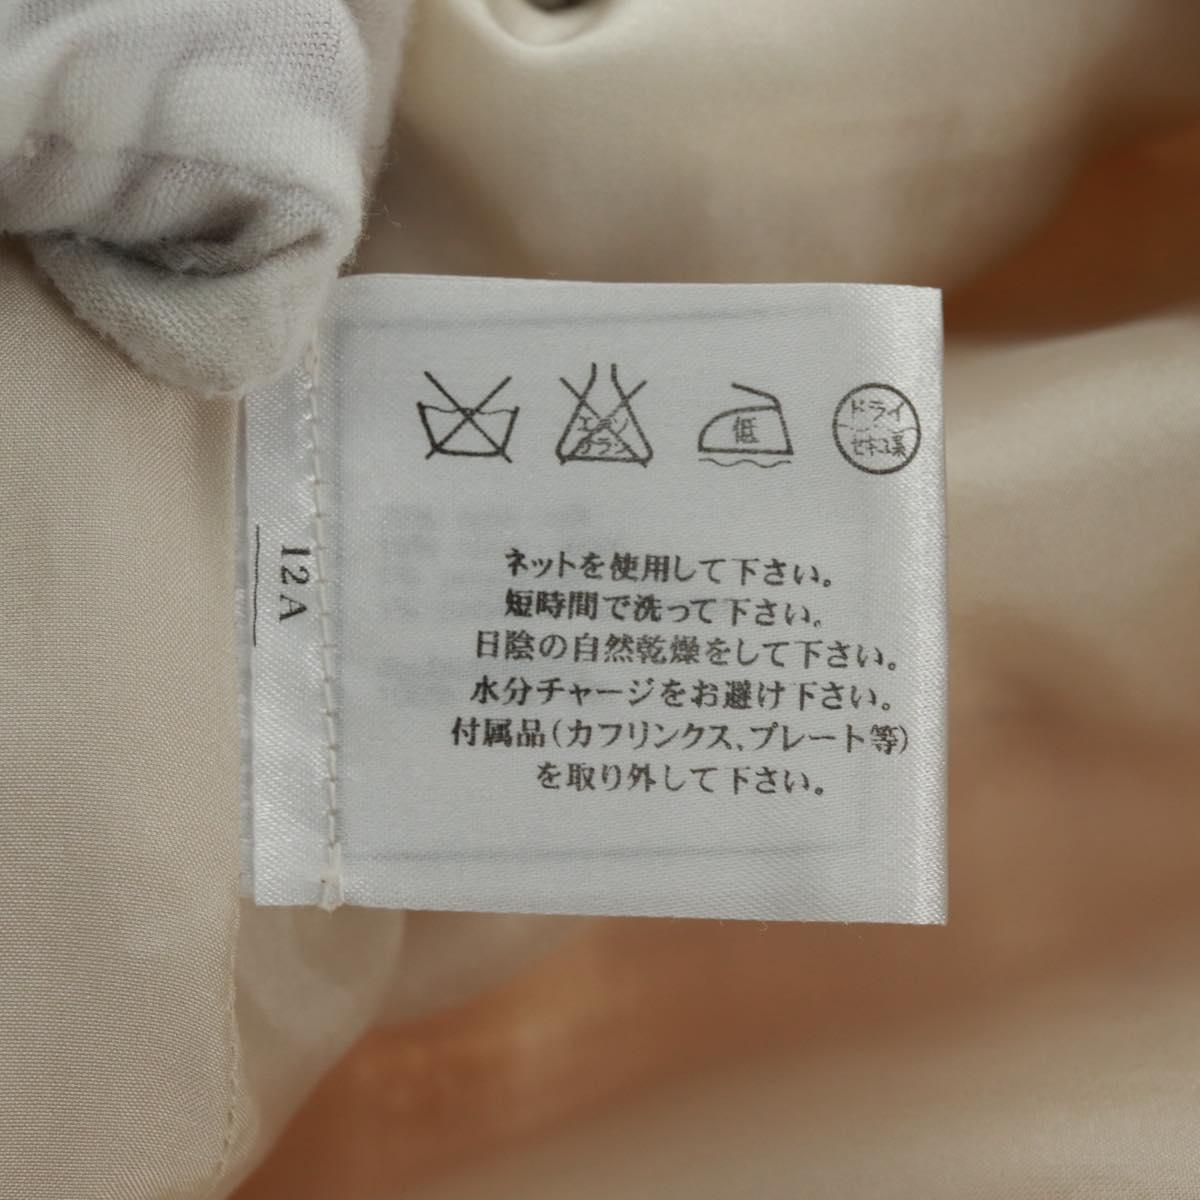 エンソ
サラシ
低
ドライ
セキユ系
ネットを使用して下さい。
短時間で洗って下さい。
日陰の自然乾燥をして下さい。
水分チャージをお避け下さい。
付属品(カフリンクス、プレート等)
を取り外して下さい。
12A